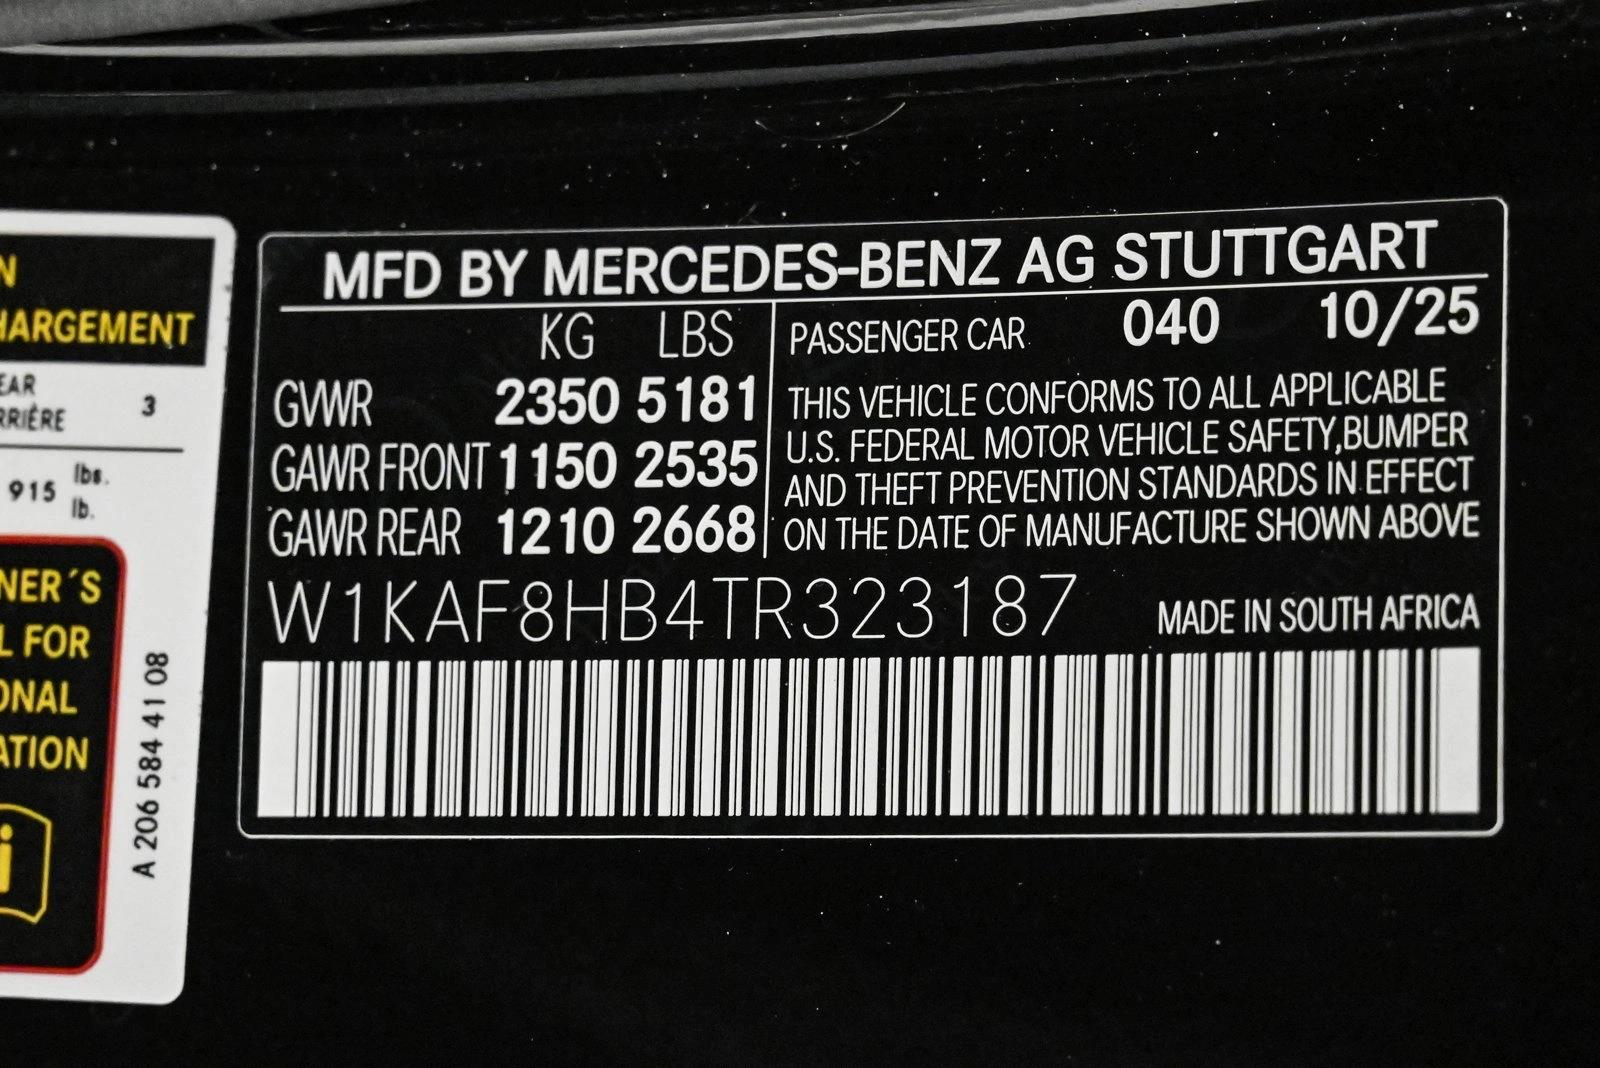 N
HARGEMENT
EAR
RRIÈRE
3
915 lbs.
lb.
NER´S
L FOR
ONAL
ATION
i
A 206 584 41 08
MFD BY MERCEDES-BENZ AG STUTTGART
KG LBS
GVWR 2350 5181
GAWR FRONT 1150 2535
GAWR REAR 1210 2668
PASSENGER CAR 040 10/25
THIS VEHICLE CONFORMS TO ALL APPLICABLE
U.S. FEDERAL MOTOR VEHICLE SAFETY,BUMPER
AND THEFT PREVENTION STANDARDS IN EFFECT
ON THE DATE OF MANUFACTURE SHOWN ABOVE
W1KAF8HB4TR323187
MADE IN SOUTH AFRICA